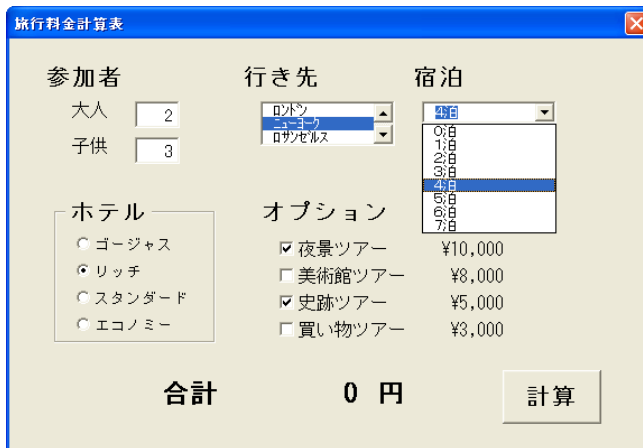 旅行料金計算表
参加者 行き先 宿泊
大人 2
子供 3
ロンドン
ニューヨーク
ロサンゼルス
4泊
0泊
1泊
2泊
3泊
4泊
5泊
6泊
7泊
ホテル
ゴージャス
リッチ
スタンダード
エコノミー
オプション
夜景ツアー ¥10,000
美術館ツアー ¥8,000
史跡ツアー ¥5,000
買い物ツアー ¥3,000
合計 0 円
計算